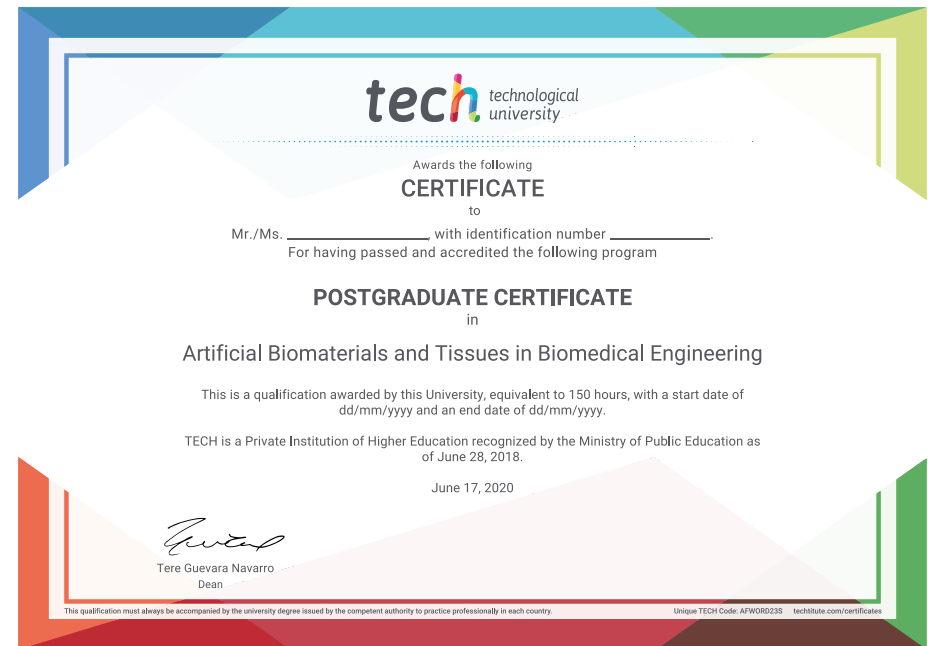 tech technological
university
Awards the following
CERTIFICATE
to
Mr./Ms. ____________________, with identification number ______________.
For having passed and accredited the following program
POSTGRADUATE CERTIFICATE
in
Artificial Biomaterials and Tissues in Biomedical Engineering
This is a qualification awarded by this University, equivalent to 150 hours, with a start date of
dd/mm/yyyy and an end date of dd/mm/yyyy.
TECH is a Private Institution of Higher Education recognized by the Ministry of Public Education as
of June 28, 2018.
June 17, 2020
Tere Guevara Navarro
Dean
This qualification must always be accompanied by the university degree issued by the competent authority to practice professionally in each country. Unique TECH Code: AFWORD23S techtitute.com/certificates